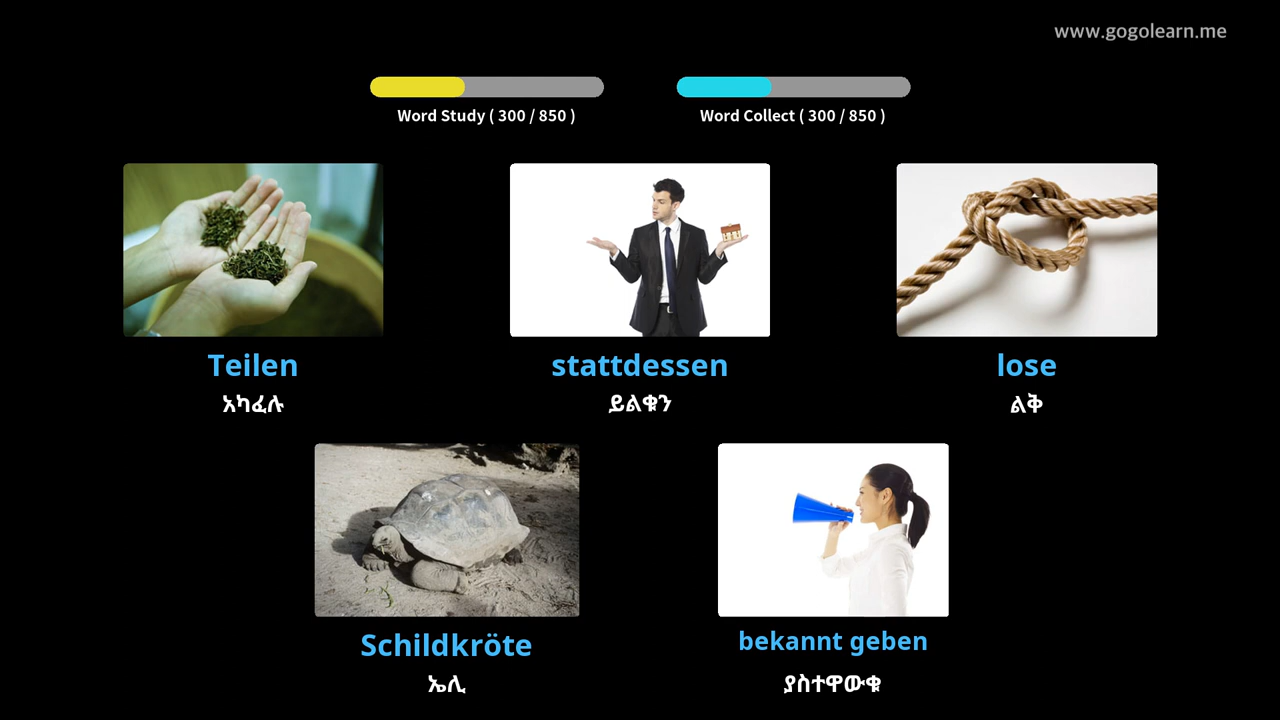 www.gogolearn.me
Word Study ( 300 / 850 )
Word Collect ( 300 / 850 )
Teilen
አካፈሉ
stattdessen
ይልቁን
lose
ልቅ
Schildkröte
ኤሊ
bekannt geben
ያስተዋውቁ